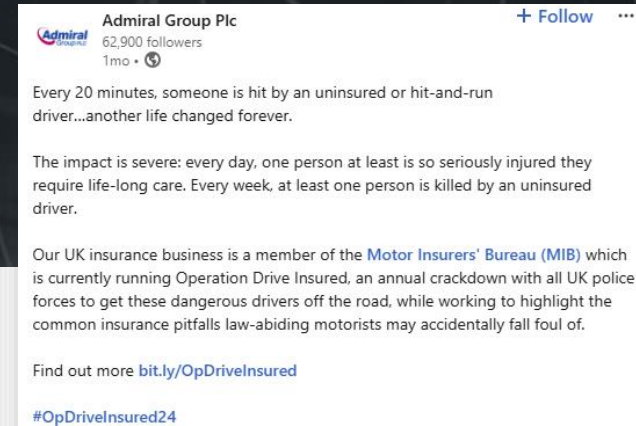 Admiral
Group PLC
Admiral Group Plc
+ Follow ...
62,900 followers
1mo •
Every 20 minutes, someone is hit by an uninsured or hit-and-run
driver...another life changed forever.
The impact is severe: every day, one person at least is so seriously injured they
require life-long care. Every week, at least one person is killed by an uninsured
driver.
Our UK insurance business is a member of the Motor Insurers' Bureau (MIB) which
is currently running Operation Drive Insured, an annual crackdown with all UK police
forces to get these dangerous drivers off the road, while working to highlight the
common insurance pitfalls law-abiding motorists may accidentally fall foul of.
Find out more bit.ly/OpDriveInsured
#OpDriveInsured24